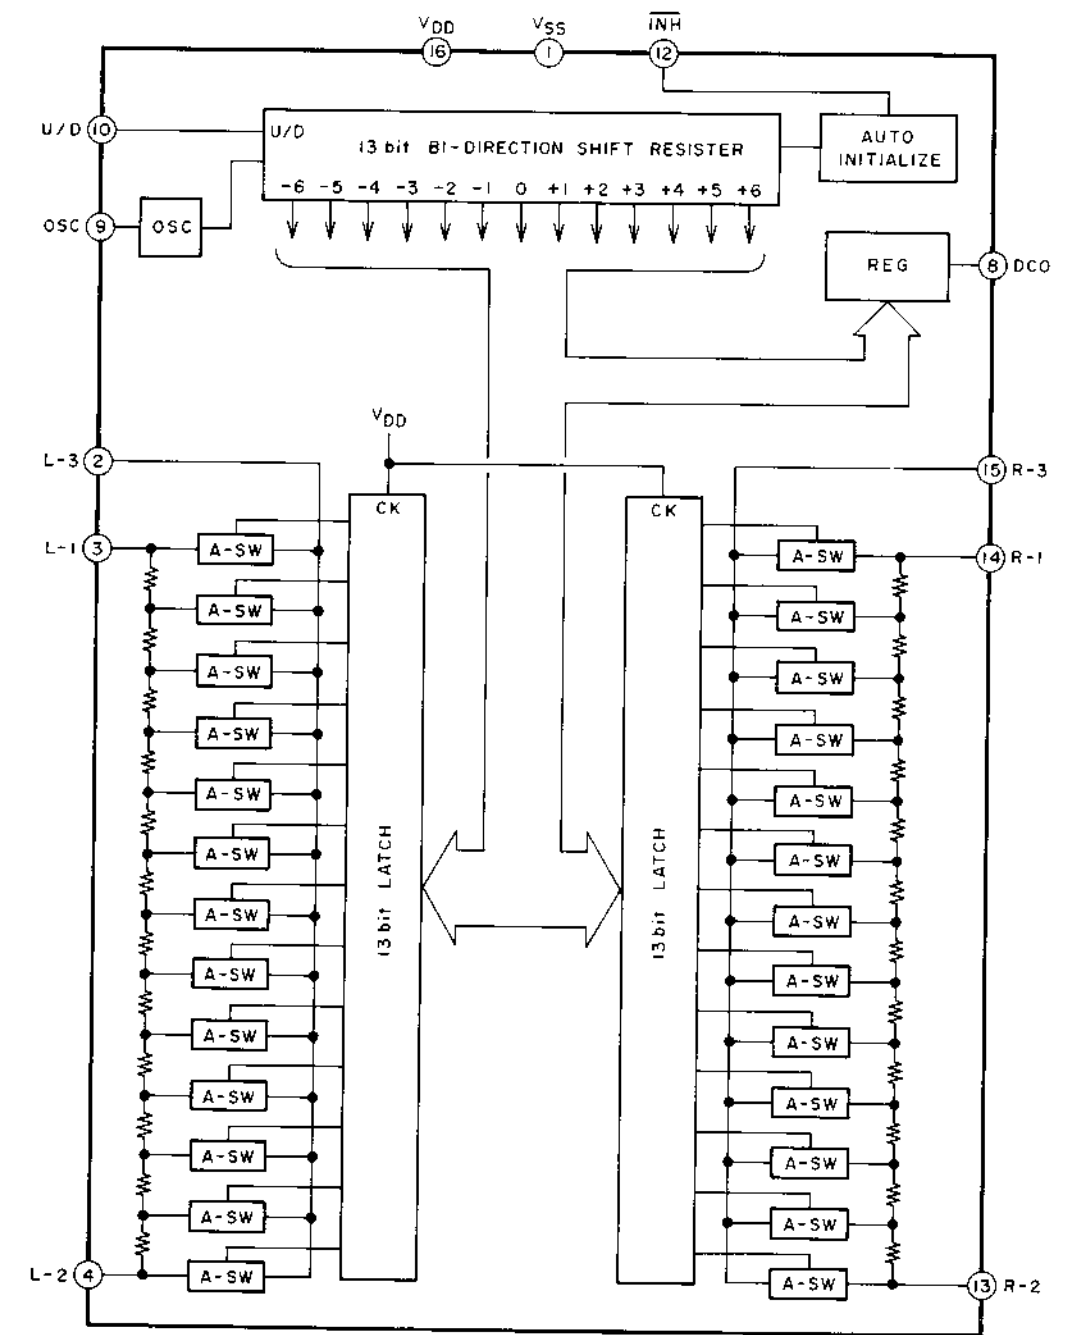 VDD
VSS
INH
16
1
12
U/D
10
U/D
13 bit BI-DIRECTION SHIFT RESISTER
AUTO
INITIALIZE
-6 -5 -4 -3 -2 -1 0 +1 +2 +3 +4 +5 +6
OSC
9
OSC
REG
8
DCO
VDD
L-3
2
15
R-3
CK
CK
L-1
3
A-SW
A-SW
14
R-1
A-SW
A-SW
A-SW
A-SW
A-SW
A-SW
A-SW
A-SW
A-SW
A-SW
13 bit LATCH
13 bit LATCH
A-SW
A-SW
A-SW
A-SW
A-SW
A-SW
A-SW
A-SW
A-SW
A-SW
A-SW
A-SW
L-2
4
A-SW
A-SW
13
R-2